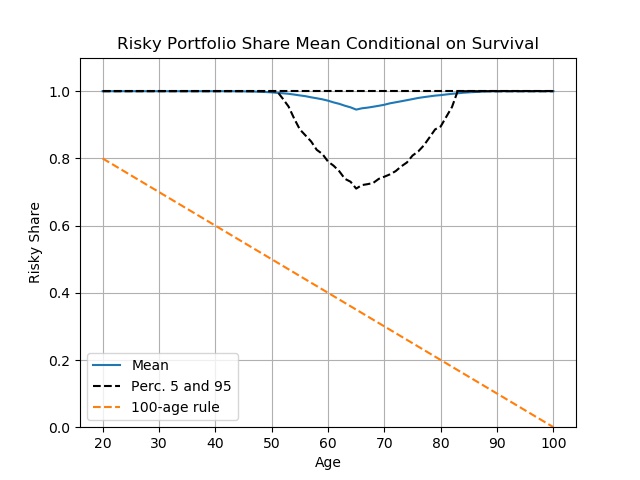 Risky Portfolio Share Mean Conditional on Survival
1.0
0.8
0.6
0.4
0.2
0.0
Risky Share
Mean
Perc. 5 and 95
100-age rule
20 30 40 50 60 70 80 90 100
Age